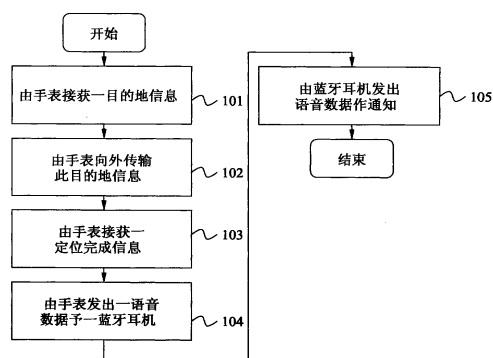 开始
由手表接获一目的地信息
101
由手表向外传输
此目的地信息
102
由手表接获一
定位完成信息
103
由手表发出一语音
数据予一蓝牙耳机
104
由蓝牙耳机发出
语音数据作通知
105
结束